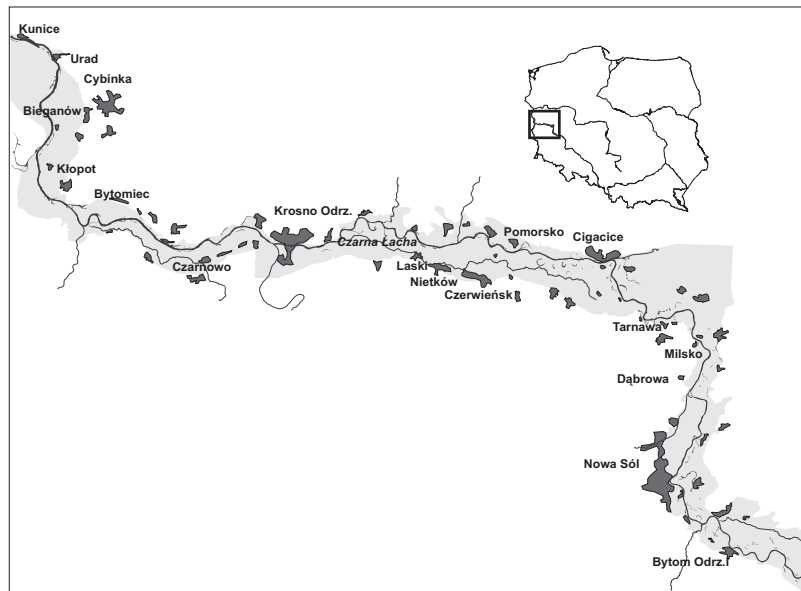 Kunice
Urad
Cybinka
Bieganów
Kłopot
Bytomiec
Krosno Odrz.
Czarna Łacha
Pomorsko
Cigacice
Czarnowo
Laski
Nietków
Czerwieńsk
Tarnawa
Milsko
Dąbrowa
Nowa Sól
Bytom Odrz.l